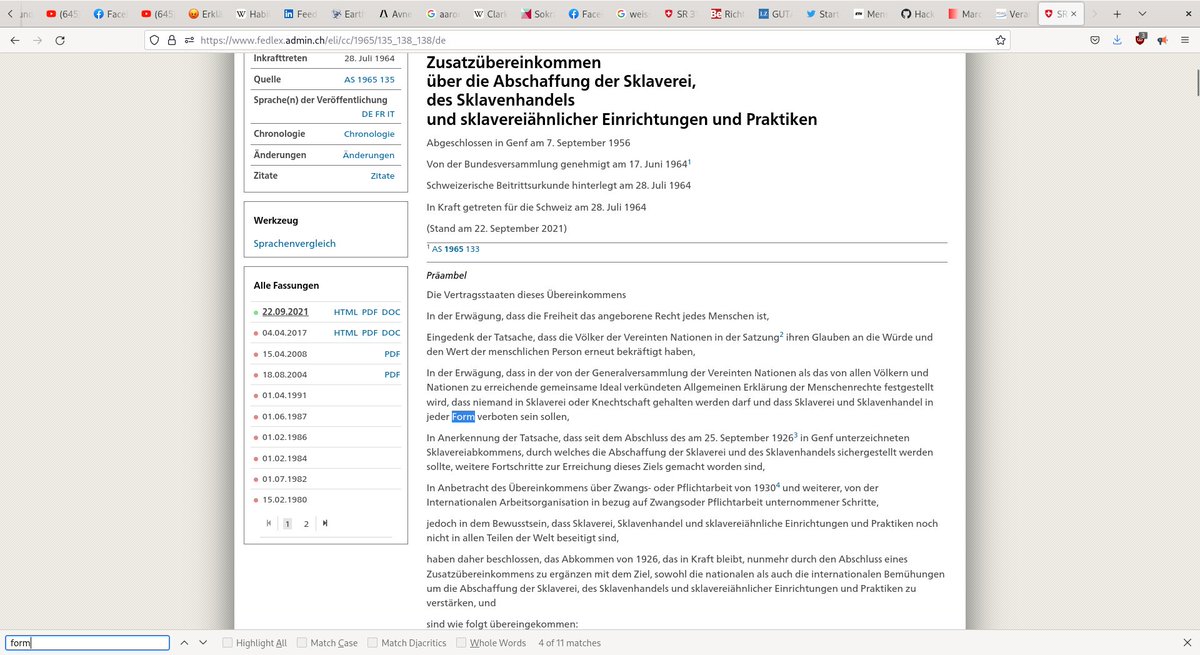 (645)
Face
(645)
Erklä
Habi
Feed
Eart
Avne
aaro
Clar
Sokr
Face
weis
SR 3
Rich
GUTA
Start
Men
Hack
Marc
Vera
SR
https://www.fedlex.admin.ch/eli/cc/1965/135_138_138/de
Inkrafttreten 28. Juli 1964
Quelle AS 1965 135
Sprache(n) der Veröffentlichung
DE FR IT
Chronologie Chronologie
Änderungen Änderungen
Zitate Zitate
Werkzeug
Sprachenvergleich
Alle Fassungen
22.09.2021 HTML PDF DOC
04.04.2017 HTML PDF DOC
15.04.2008 PDF
18.08.2004 PDF
01.04.1991
01.06.1987
01.02.1986
01.02.1984
01.07.1982
15.02.1980
1 2
Zusatzübereinkommen
über die Abschaffung der Sklaverei,
des Sklavenhandels
und sklavereiähnlicher Einrichtungen und Praktiken
Abgeschlossen in Genf am 7. September 1956
Von der Bundesversammlung genehmigt am 17. Juni 1964¹
Schweizerische Beitrittsurkunde hinterlegt am 28. Juli 1964
In Kraft getreten für die Schweiz am 28. Juli 1964
(Stand am 22. September 2021)
¹ AS 1965 133
Präambel
Die Vertragsstaaten dieses Übereinkommens
In der Erwägung, dass die Freiheit das angeborene Recht jedes Menschen ist,
Eingedenk der Tatsache, dass die Völker der Vereinten Nationen in der Satzung² ihren Glauben an die Würde und
den Wert der menschlichen Person erneut bekräftigt haben,
In der Erwägung, dass in der von der Generalversammlung der Vereinten Nationen als das von allen Völkern und
Nationen zu erreichende gemeinsame Ideal verkündeten Allgemeinen Erklärung der Menschenrechte festgestellt
wird, dass niemand in Sklaverei oder Knechtschaft gehalten werden darf und dass Sklaverei und Sklavenhandel in
jeder Form verboten sein sollen,
In Anerkennung der Tatsache, dass seit dem Abschluss des am 25. September 1926³ in Genf unterzeichneten
Sklavereiabkommens, durch welches die Abschaffung der Sklaverei und des Sklavenhandels sichergestellt werden
sollte, weitere Fortschritte zur Erreichung dieses Ziels gemacht worden sind,
In Anbetracht des Übereinkommens über Zwangs- oder Pflichtarbeit von 1930⁴ und weiterer, von der
Internationalen Arbeitsorganisation in bezug auf Zwangsoder Pflichtarbeit unternommener Schritte,
jedoch in dem Bewusstsein, dass Sklaverei, Sklavenhandel und sklavereiähnliche Einrichtungen und Praktiken noch
nicht in allen Teilen der Welt beseitigt sind,
haben daher beschlossen, das Abkommen von 1926, das in Kraft bleibt, nunmehr durch den Abschluss eines
Zusatzübereinkommens zu ergänzen mit dem Ziel, sowohl die nationalen als auch die internationalen Bemühungen
um die Abschaffung der Sklaverei, des Sklavenhandels und sklavereiähnlicher Einrichtungen und Praktiken zu
verstärken, und
sind wie folgt übereingekommen:
form
Highlight All
Match Case
Match Diacritics
Whole Words
4 of 11 matches